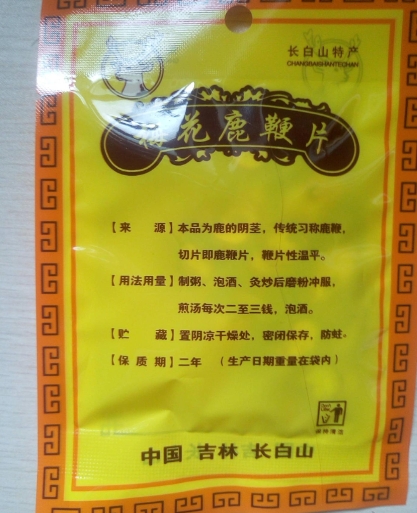 长白山特产
CHANGBAISHANTECHAN
梅花鹿鞭片
【来 源】本品为鹿的阴茎，传统习称鹿鞭，
切片即鹿鞭片，鞭片性温平。
【用法用量】制粥、泡酒、灸炒后磨粉冲服，
煎汤每次二至三钱，泡酒。
【贮 藏】置阴凉干燥处，密闭保存，防蛀。
【保 质 期】二年 （生产日期重量在袋内）
中国 吉林 长白山